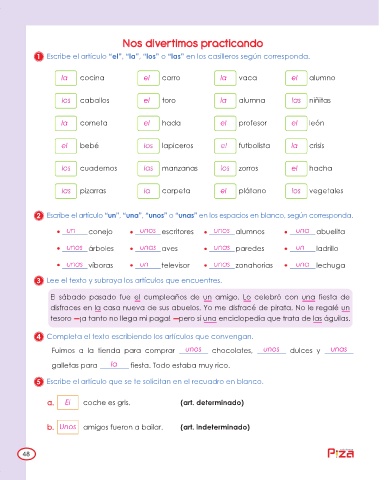 Nos divertimos practicando
1 Escribe el artículo "el", "la", "los" o "las" en los casilleros según corresponda.
la cocina el carro la vaca el alumno
los caballos el toro la alumna las niñitas
la corneta el hada el profesor el león
el bebé los lapiceros el futbolista la crisis
los cuadernos las manzanas los zorros el hacha
las pizarras la carpeta el plátano los vegetales
2 Escribe el artículo "un", "una", "unos" o "unas" en los espacios en blanco, según corresponda.
• un conejo • unos escritores • unos alumnos • una abuelita
• unos árboles • unas aves • unas paredes • un ladrillo
• unas víboras • un televisor • unas zanahorias • una lechuga
3 Lee el texto y subraya los artículos que encuentres.
El sábado pasado fue el cumpleaños de un amigo. Lo celebró con una fiesta de
disfraces en la casa nueva de sus abuelos. Yo me disfracé de pirata. No le regalé un
tesoro —¡a tanto no llega mi paga! —pero sí una enciclopedia que trata de las águilas.
4 Completa el texto escribiendo los artículos que convengan.
Fuimos a la tienda para comprar unos chocolates, unos dulces y unas
galletas para la fiesta. Todo estaba muy rico.
5 Escribe el artículo que se te solicitan en el recuadro en blanco.
a. El coche es gris. (art. determinado)
b. Unos amigos fueron a bailar. (art. indeterminado)
48